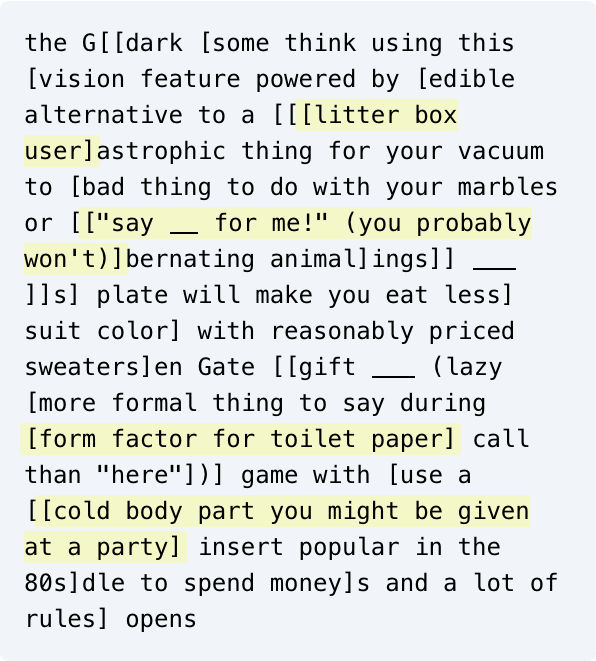 the G[[dark [some think using this
[vision feature powered by [edible
alternative to a [[[litter box
user]astrophic thing for your vacuum
to [bad thing to do with your marbles
or [["say __ for me!" (you probably
won't)]bernating animal]ings]] ___
]]s] plate will make you eat less]
suit color] with reasonably priced
sweaters]en Gate [[gift ___ (lazy
[more formal thing to say during
[form factor for toilet paper] call
than "here"])] game with [use a
[[cold body part you might be given
at a party] insert popular in the
80s]dle to spend money]s and a lot of
rules] opens